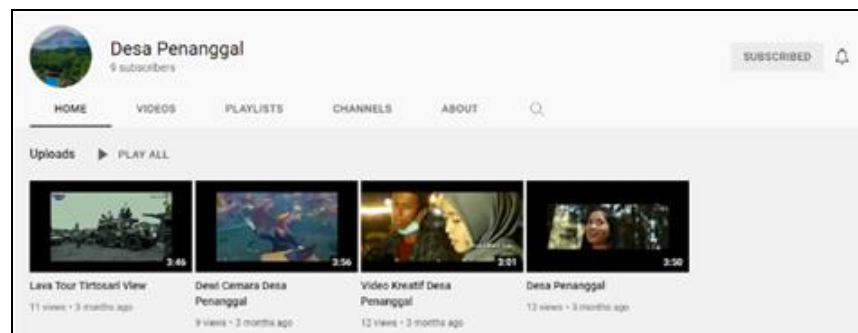 Desa Penanggal
9 subscribers
SUBSCRIBED
HOME VIDEOS PLAYLISTS CHANNELS ABOUT
Uploads PLAY ALL
3:46 3:56 3:01 3:50
Lava Tour Tirtosari View
11 views • 3 months ago
Dewi Cemara Desa
Penanggal
9 views • 3 months ago
Video Kreatif Desa
Penanggal
12 views • 3 months ago
Desa Penanggal
13 views • 3 months ago